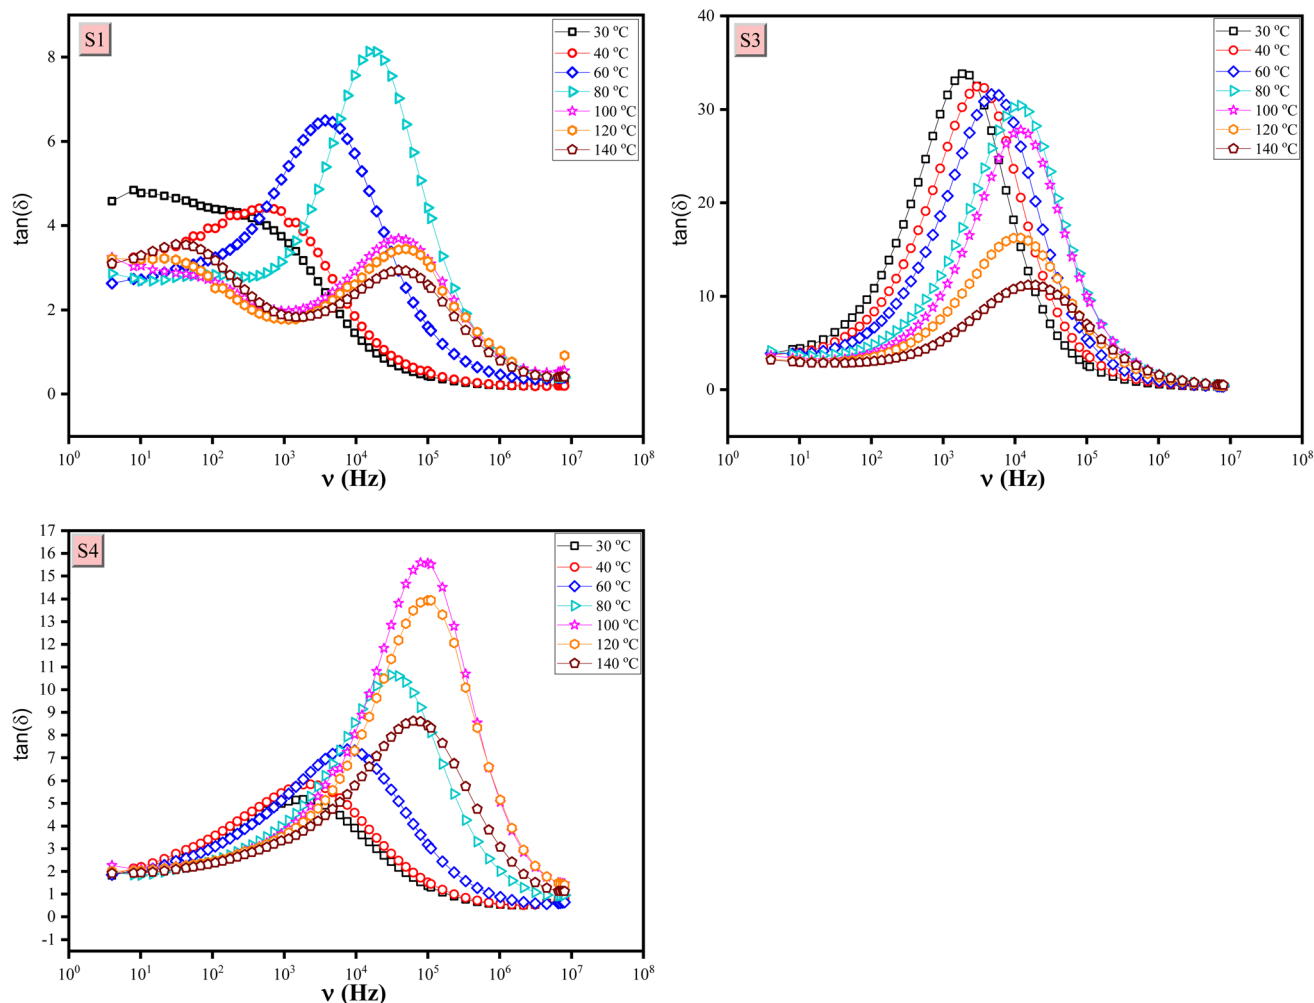 S1
30 ºC
40 ºC
60 ºC
80 ºC
100 ºC
120 ºC
140 ºC
tan(δ)
8
6
4
2
0
10⁰ 10¹ 10² 10³ 10⁴ 10⁵ 10⁶ 10⁷ 10⁸
ν (Hz)
S3
30 ºC
40 ºC
60 ºC
80 ºC
100 ºC
120 ºC
140 ºC
tan(δ)
40
30
20
10
0
10⁰ 10¹ 10² 10³ 10⁴ 10⁵ 10⁶ 10⁷ 10⁸
ν (Hz)
S4
30 ºC
40 ºC
60 ºC
80 ºC
100 ºC
120 ºC
140 ºC
tan(δ)
17
16
15
14
13
12
11
10
9
8
7
6
5
4
3
2
1
0
-1
10⁰ 10¹ 10² 10³ 10⁴ 10⁵ 10⁶ 10⁷ 10⁸
ν (Hz)